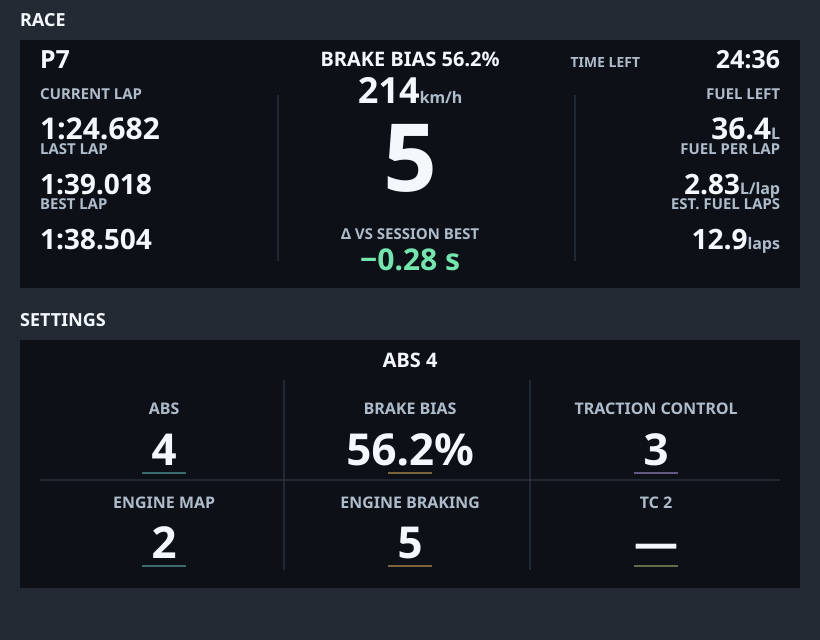 RACE
P7
BRAKE BIAS 56.2%
TIME LEFT
24:36
CURRENT LAP
1:24.682
LAST LAP
1:39.018
BEST LAP
1:38.504
214km/h
5
Δ VS SESSION BEST
−0.28 s
FUEL LEFT
36.4L
FUEL PER LAP
2.83L/lap
EST. FUEL LAPS
12.9laps
SETTINGS
ABS 4
ABS
4
BRAKE BIAS
56.2%
TRACTION CONTROL
3
ENGINE MAP
2
ENGINE BRAKING
5
TC 2
—